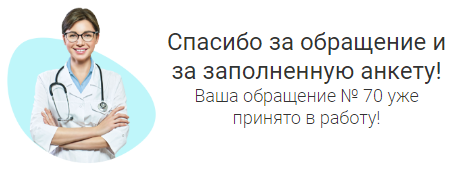 Спасибо за обращение и
за заполненную анкету!
Ваша обращение № 70 уже
принято в работу!